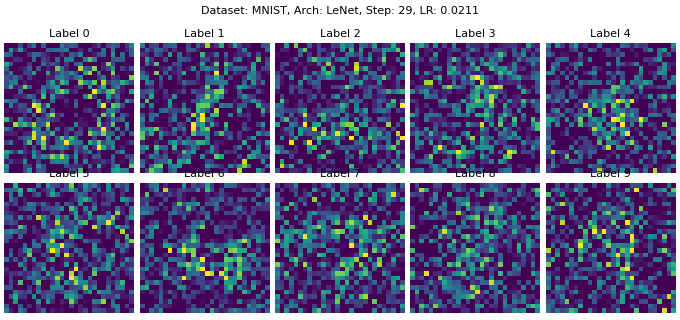 Dataset: MNIST, Arch: LeNet, Step: 29, LR: 0.0211
Label 0 Label 1 Label 2 Label 3 Label 4
Label 5 Label 6 Label 7 Label 8 Label 9